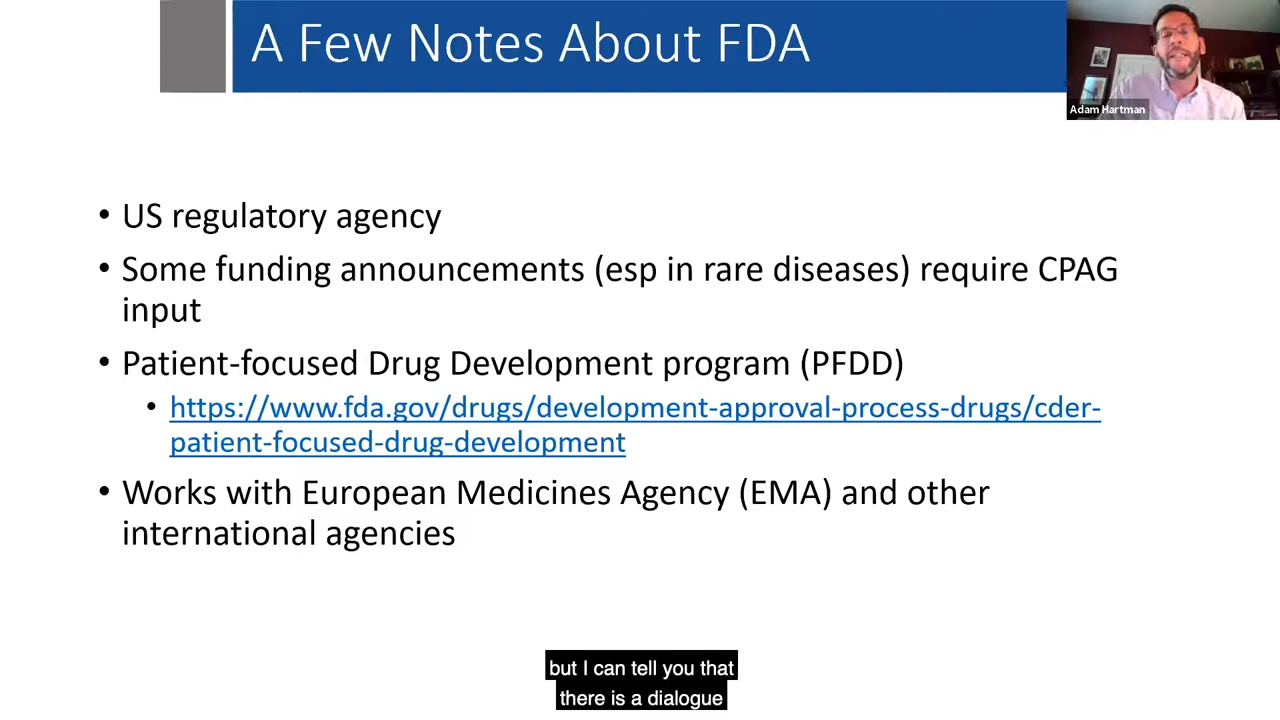 A Few Notes About FDA
Adam Hartman
• US regulatory agency
• Some funding announcements (esp in rare diseases) require CPAG
input
• Patient-focused Drug Development program (PFDD)
• https://www.fda.gov/drugs/development-approval-process-drugs/cder-
patient-focused-drug-development
• Works with European Medicines Agency (EMA) and other
international agencies
but I can tell you that
there is a dialogue